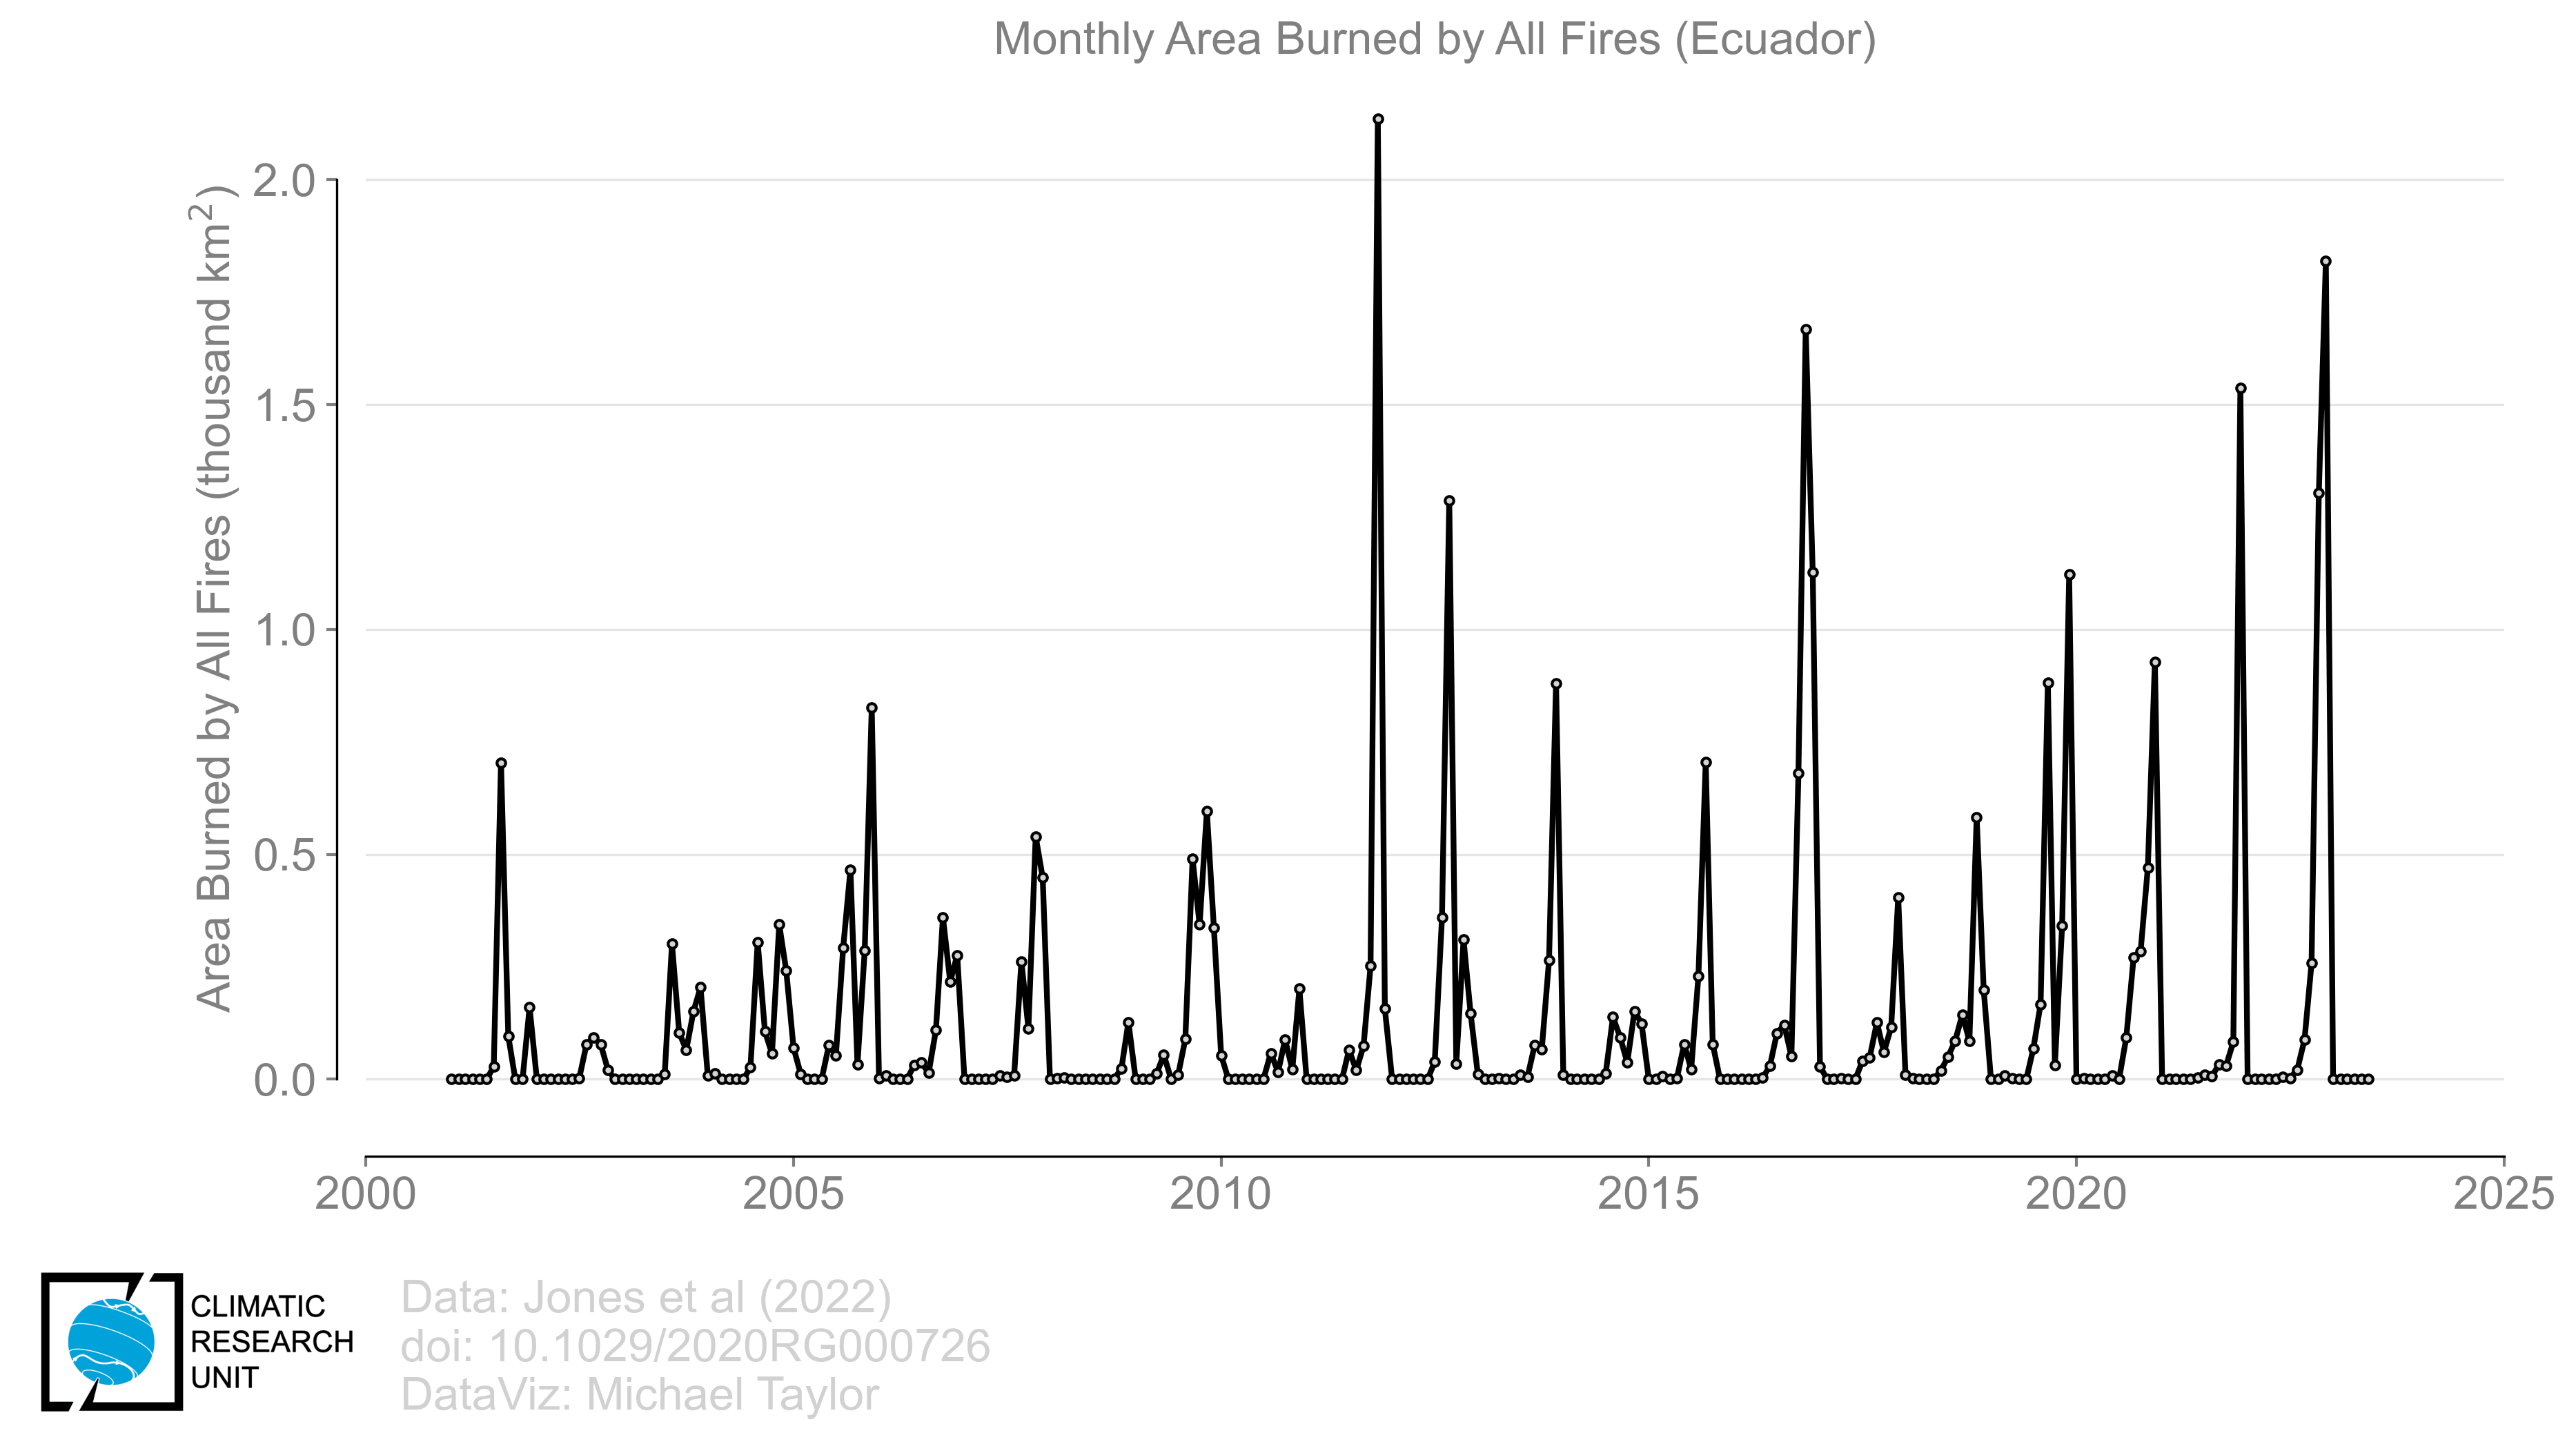 Monthly Area Burned by All Fires (Ecuador)
Area Burned by All Fires (thousand km²)
2.0
1.5
1.0
0.5
0.0
2000 2005 2010 2015 2020 2025
CLIMATIC
RESEARCH
UNIT
Data: Jones et al (2022)
doi: 10.1029/2020RG000726
DataViz: Michael Taylor